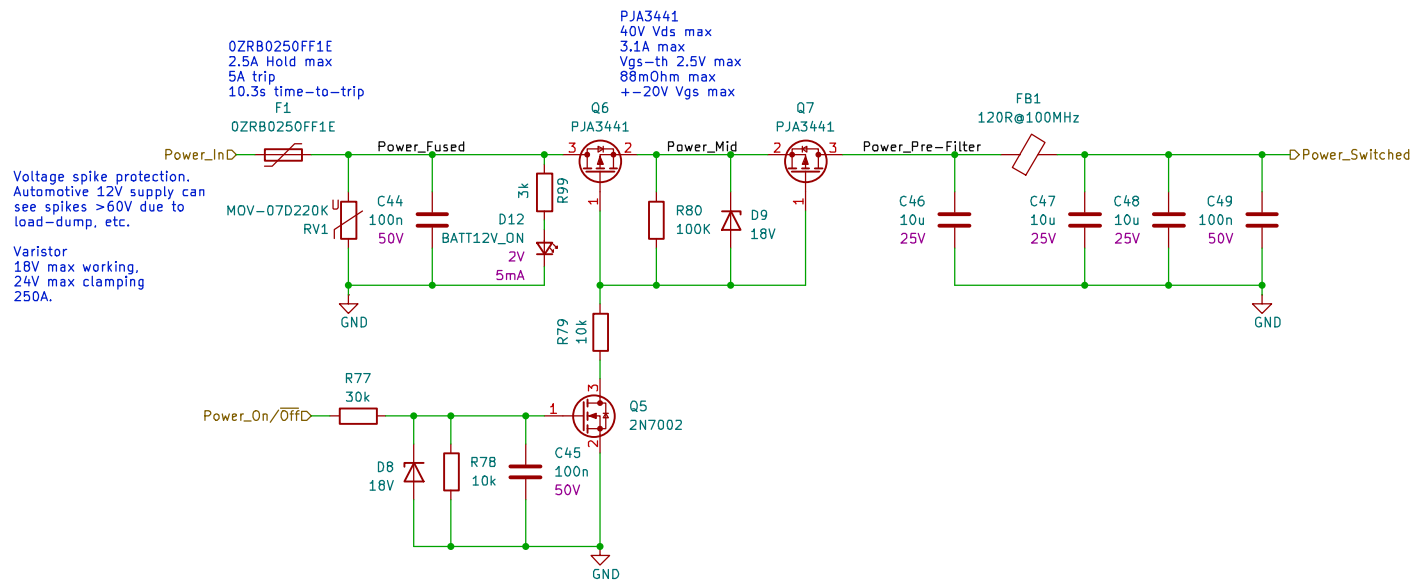 PJA3441
40V Vds max
3.1A max
Vgs-th 2.5V max
88mOhm max
+-20V Vgs max
0ZRB0250FF1E
2.5A Hold max
5A trip
10.3s time-to-trip
F1
0ZRB0250FF1E
Q6
PJA3441
Q7
PJA3441
FB1
120R@100MHz
Power_In
Power_Fused
3
2
Power_Mid
2
3
Power_Pre-Filter
Power_Switched
Voltage spike protection.
Automotive 12V supply can
see spikes >60V due to
load-dump, etc.
Varistor
18V max working,
24V max clamping
250A.
U
MOV-07D220K
RV1
C44
100n
50V
3k
R99
D12
BATT12V_ON
2V
5mA
1
R80
100K
D9
18V
1
C46
10u
25V
C47
10u
25V
C48
10u
25V
C49
100n
50V
GND
GND
R79
10k
R77
30k
Power_On/Off
1
3
2
Q5
2N7002
D8
18V
R78
10k
C45
100n
50V
GND